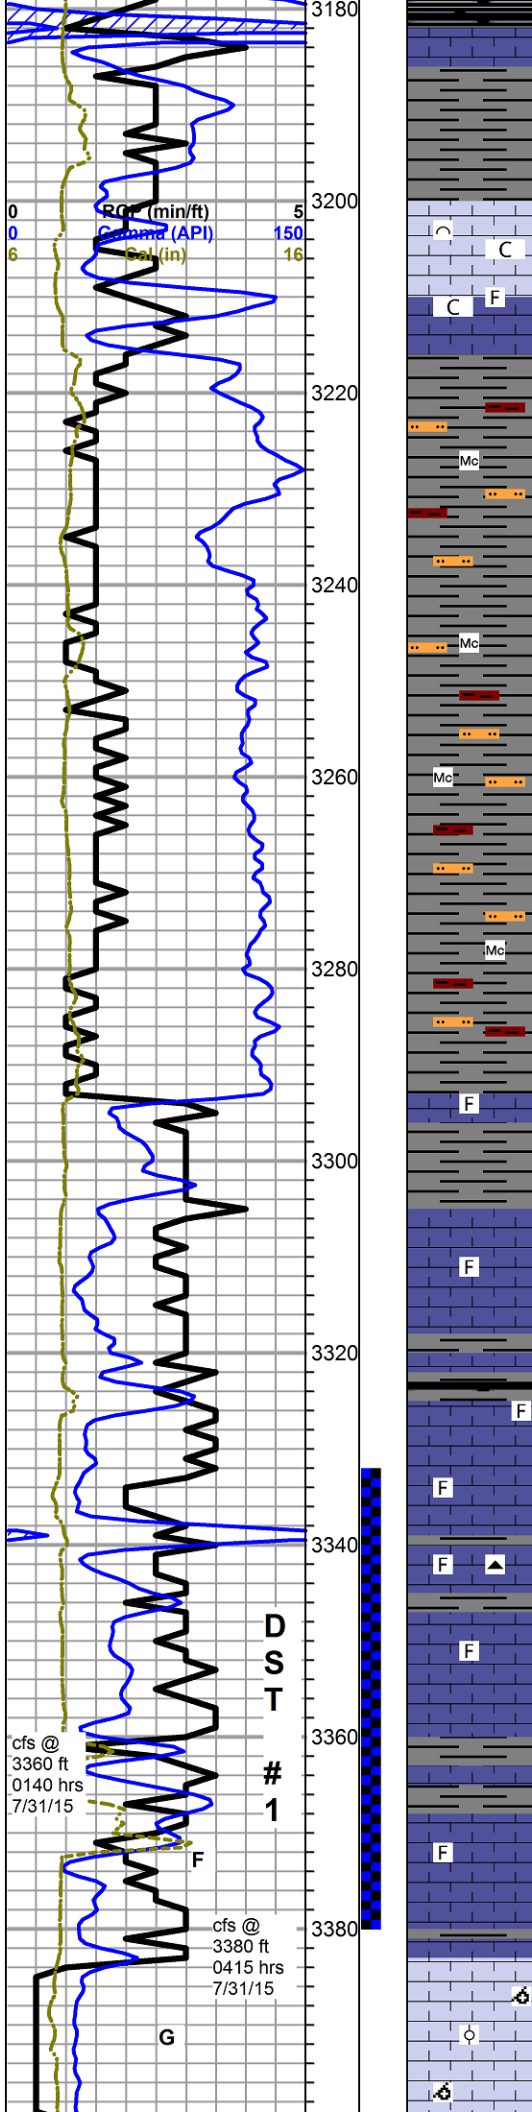 3180
3200
0 ROP (min/ft) 5
0 Gamma (API) 150
6 Cal (in) 16
C
F
C
3220
Mc
3240
Mc
3260
Mc
3280
Mc
F
3300
F
3320
F
F
3340
F
D
S
T
F
3360
cfs @
3360 ft
0140 hrs
7/31/15
#
1
F
F
3380
cfs @
3380 ft
0415 hrs
7/31/15
G